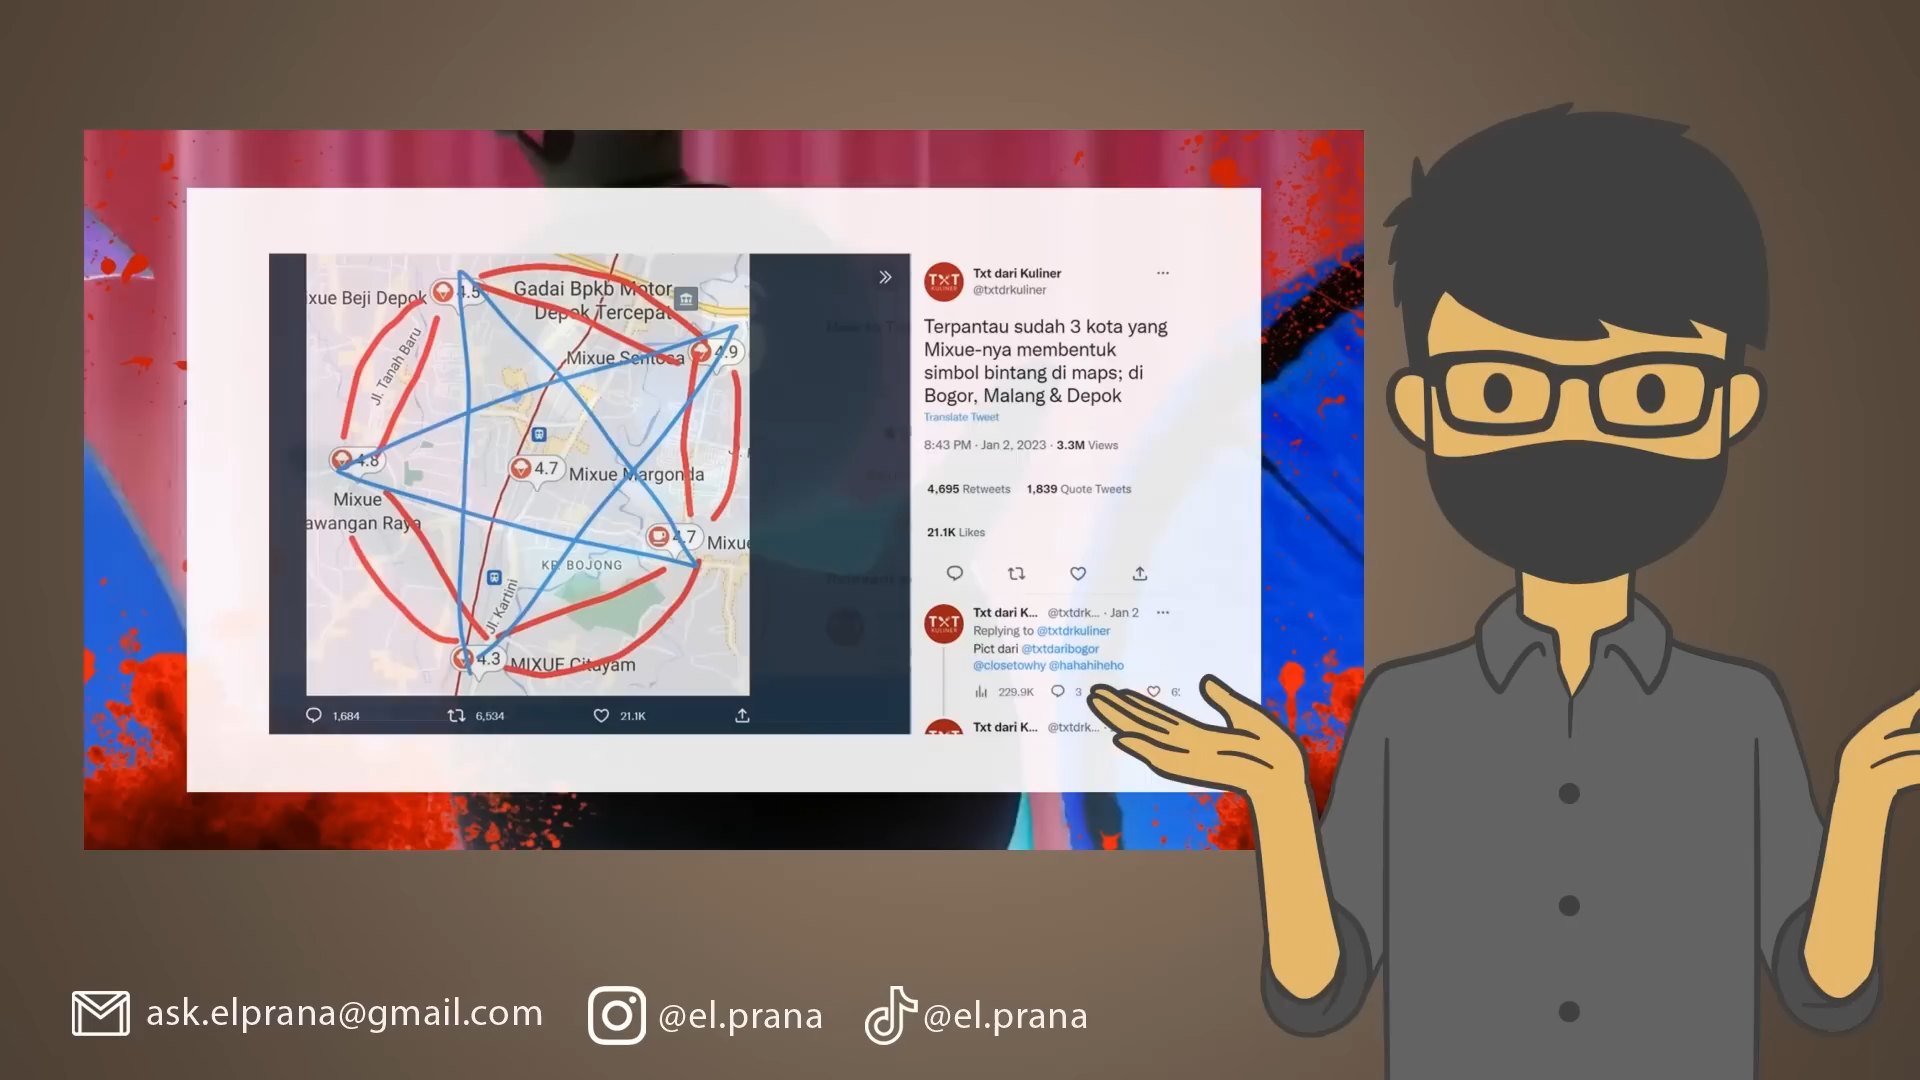 ixue Beji Depok
4.5
Gadai Bpkb Motor
Depok Tercepat
Mixue Sentosa
4.9
Jl. Tanah Baru
4.8
Mixue
awangan Raya
4.7
Mixue Margonda
4.7
Mixue
KP. BOJONG
Jl. Kartini
4.3
MIXUE Citayam
1,684
6,534
21.1K
TXT
KULINER
Txt dari Kuliner
@txtdrkuliner
Terpantau sudah 3 kota yang
Mixue-nya membentuk
simbol bintang di maps; di
Bogor, Malang & Depok
Translate Tweet
8:43 PM · Jan 2, 2023 · 3.3M Views
4,695 Retweets 1,839 Quote Tweets
21.1K Likes
TXT
KULINER
Txt dari K... @txtdrk... · Jan 2
Replying to @txtdrkuliner
Pict dari @txtdaribogor
@closetowhy @hahahiheho
229.9K 3
Txt dari K... @txtdrk...
ask.elprana@gmail.com
@el.prana
@el.prana